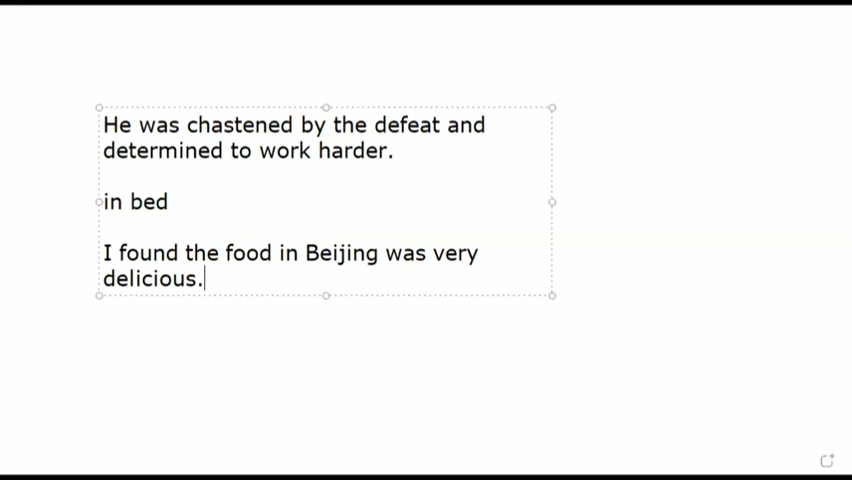 He was chastened by the defeat and
determined to work harder.
in bed
I found the food in Beijing was very
delicious.